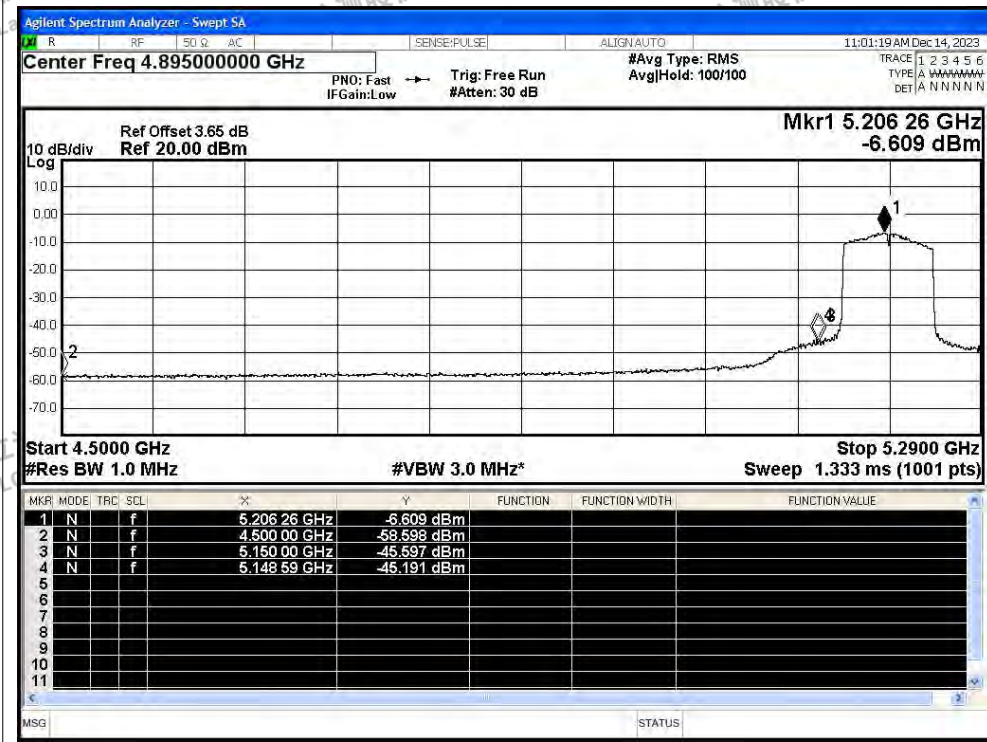 Agilent Spectrum Analyzer - Swept SA
R RF 50 Ω AC SENSE:PULSE ALIGNAUTO 11:01:19 AM Dec 14, 2023
Center Freq 4.895000000 GHz #Avg Type: RMS TRACE 1 2 3 4 5 6
PNO: Fast Trig: Free Run Avg|Hold: 100/100 TYPE A WWWWW
IFGain:Low #Atten: 30 dB DET A N N N N N
Mkr1 5.206 26 GHz
Ref Offset 3.65 dB
10 dB/div Ref 20.00 dBm -6.609 dBm
Log
10.0
0.00
1
-10.0
-20.0
-30.0
-40.0
-50.0
2
-60.0
-70.0
Start 4.5000 GHz Stop 5.2900 GHz
#Res BW 1.0 MHz #VBW 3.0 MHz* Sweep 1.333 ms (1001 pts)
MKR MODE TRC SCL X Y FUNCTION FUNCTION WIDTH FUNCTION VALUE
1 N f 5.206 26 GHz -6.609 dBm
2 N f 4.500 00 GHz -58.598 dBm
3 N f 5.150 00 GHz -45.597 dBm
4 N f 5.148 59 GHz -45.191 dBm
5
6
7
8
9
10
11
MSG STATUS